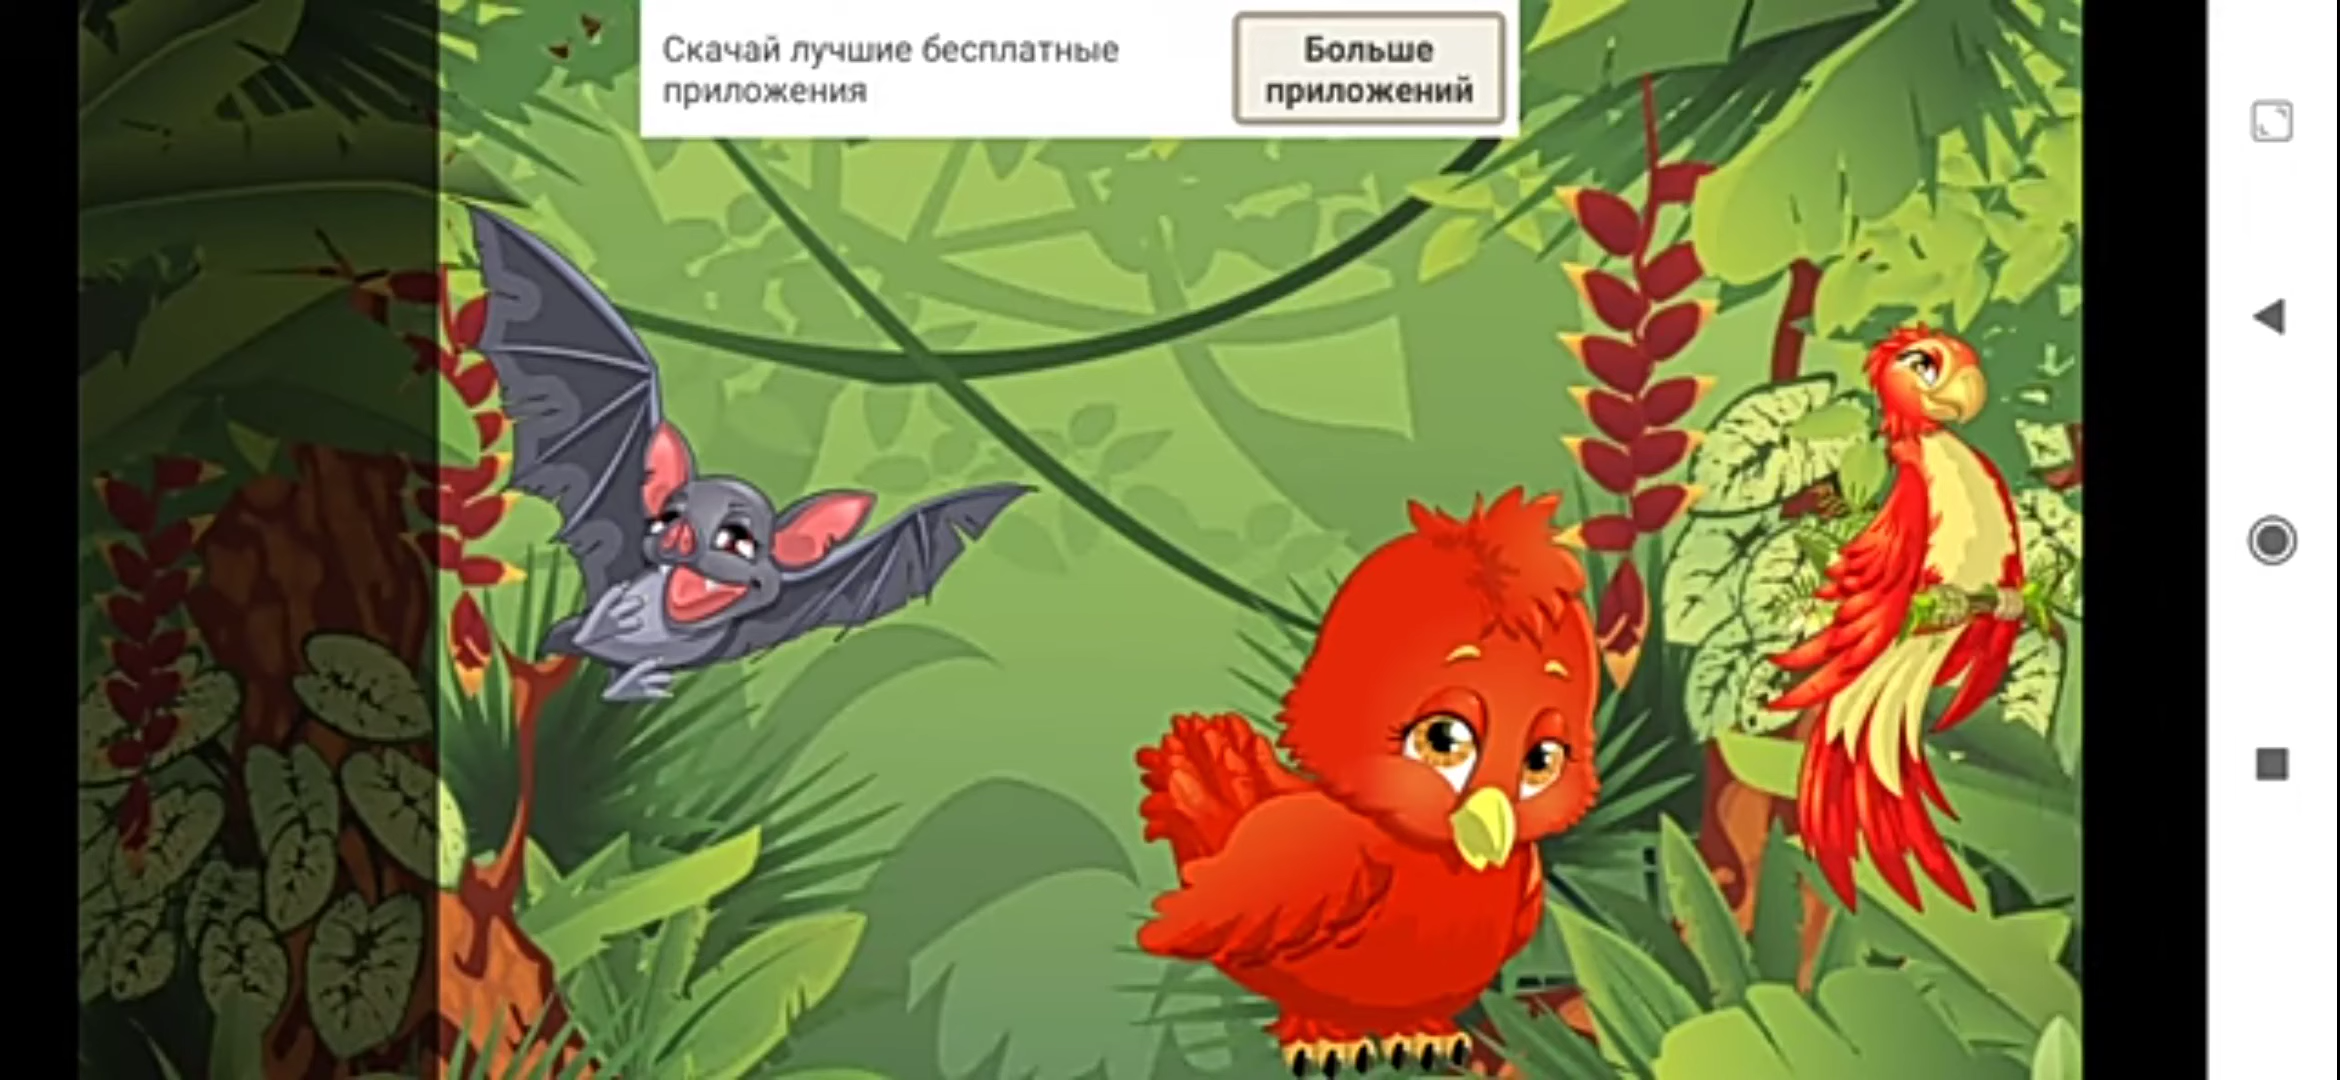 Скачай лучшие бесплатные
приложения
Больше
приложений